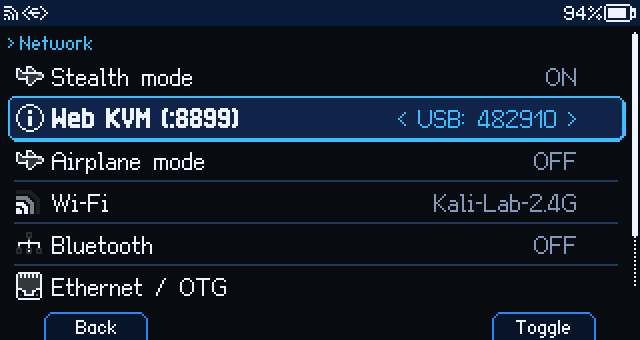 94%
> Network
Stealth mode ON
Web KVM (:8899) < USB: 482910 >
Airplane mode OFF
Wi-Fi Kali-Lab-2.4G
Bluetooth OFF
Ethernet / OTG
Back Toggle